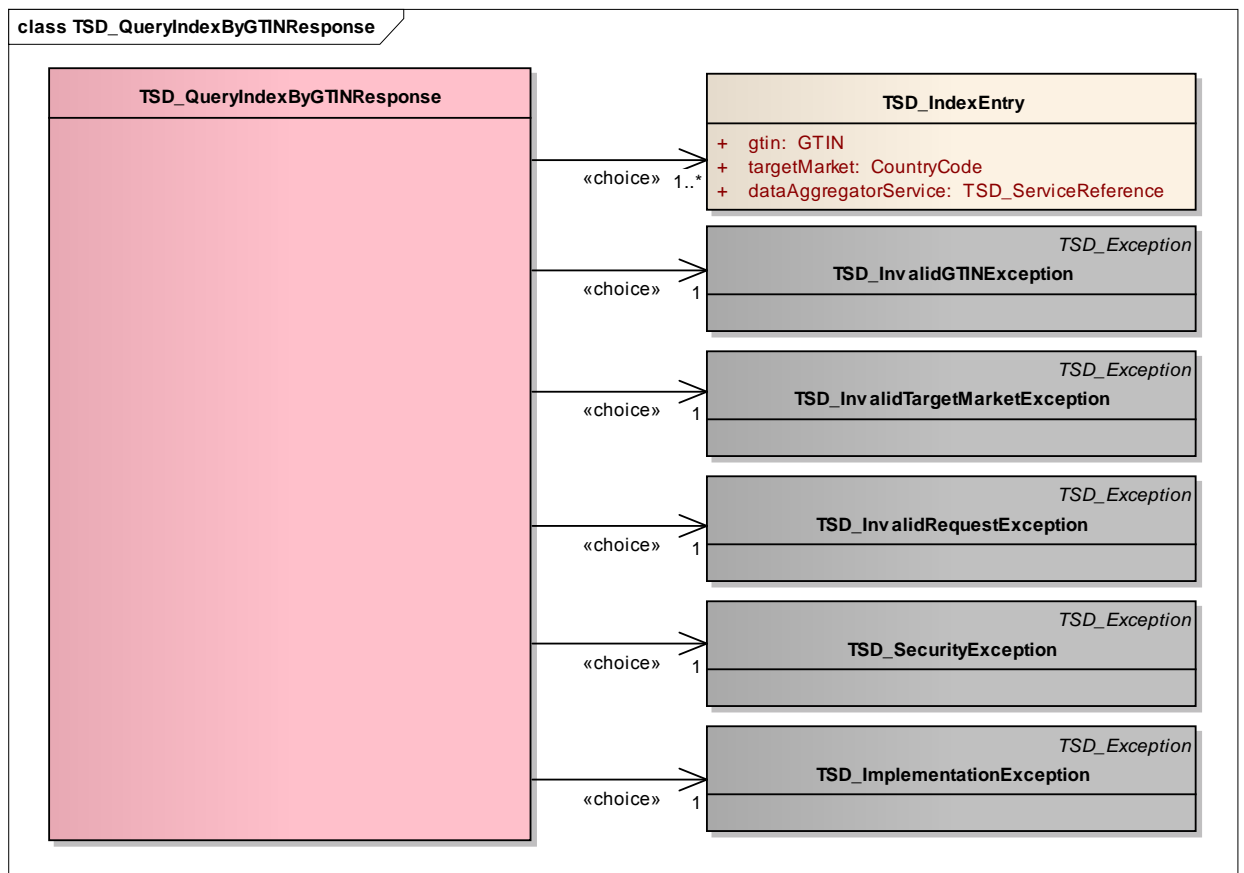 class TSD_QueryIndexByGTINResponse
TSD_QueryIndexByGTINResponse
TSD_IndexEntry
+ gtin: GTIN
+ targetMarket: CountryCode
+ dataAggregatorService: TSD_ServiceReference
«choice» 1..*
TSD_Exception
TSD_InvalidGTINException
«choice» 1
TSD_Exception
TSD_InvalidTargetMarketException
«choice» 1
TSD_Exception
TSD_InvalidRequestException
«choice» 1
TSD_Exception
TSD_SecurityException
«choice» 1
TSD_Exception
TSD_ImplementationException
«choice» 1